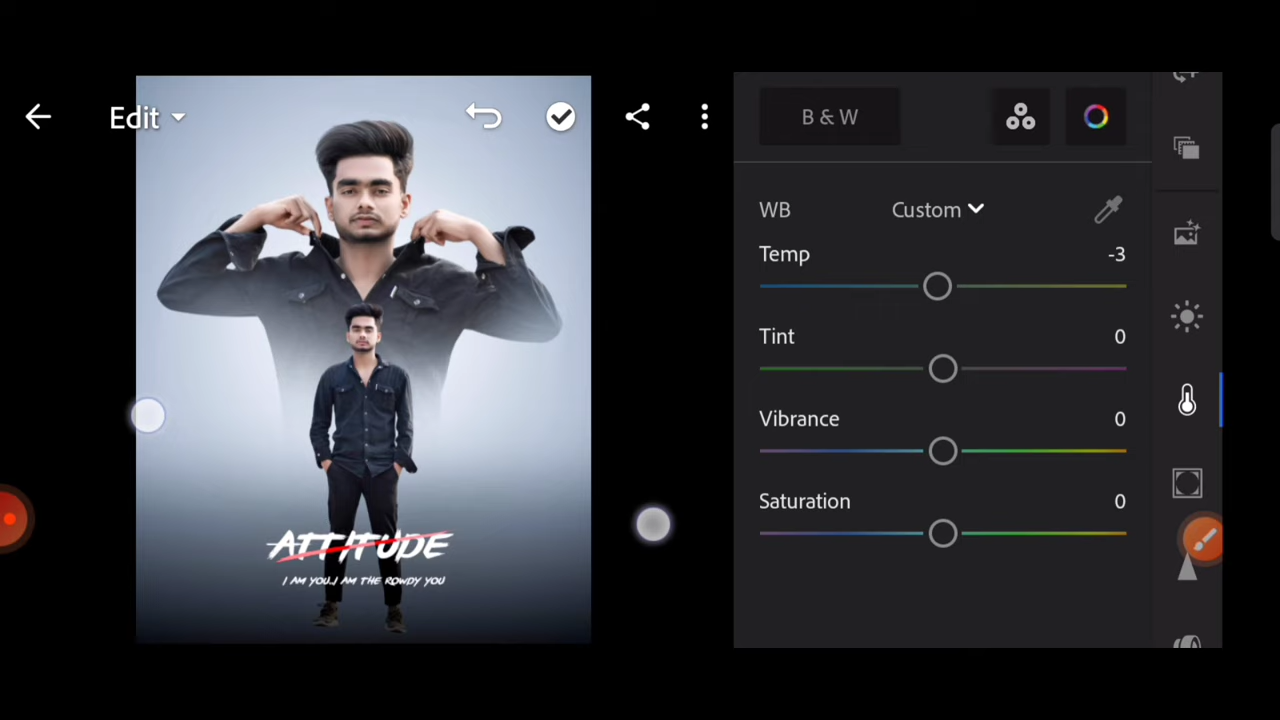 Edit
B & W
WB
Custom
Temp
-3
Tint
0
Vibrance
0
Saturation
0
ATTITUDE
I AM YOU..I AM THE ROWDY YOU